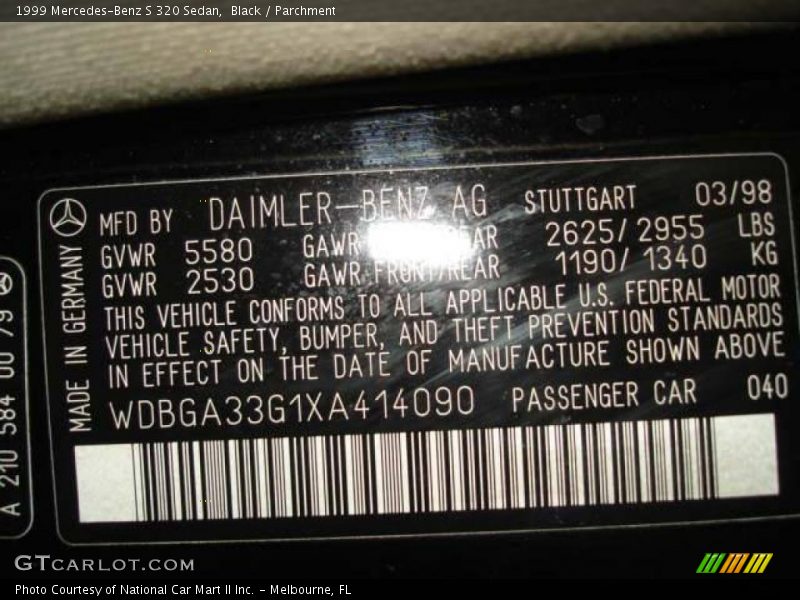 1999 Mercedes-Benz S 320 Sedan, Black / Parchment
MFD BY DAIMLER-BENZ AG STUTTGART 03/98
GVWR 5580 GAWR 2625/2955 LBS
GVWR 2530 GAWR FRONT/REAR 1190/1340 KG
THIS VEHICLE CONFORMS TO ALL APPLICABLE U.S. FEDERAL MOTOR
VEHICLE SAFETY, BUMPER, AND THEFT PREVENTION STANDARDS
IN EFFECT ON THE DATE OF MANUFACTURE SHOWN ABOVE
WDBGA33G1XA414090 PASSENGER CAR 040
MADE IN GERMANY
A 210 584 00 79
GTCARLOT.COM
Photo Courtesy of National Car Mart II Inc. - Melbourne, FL